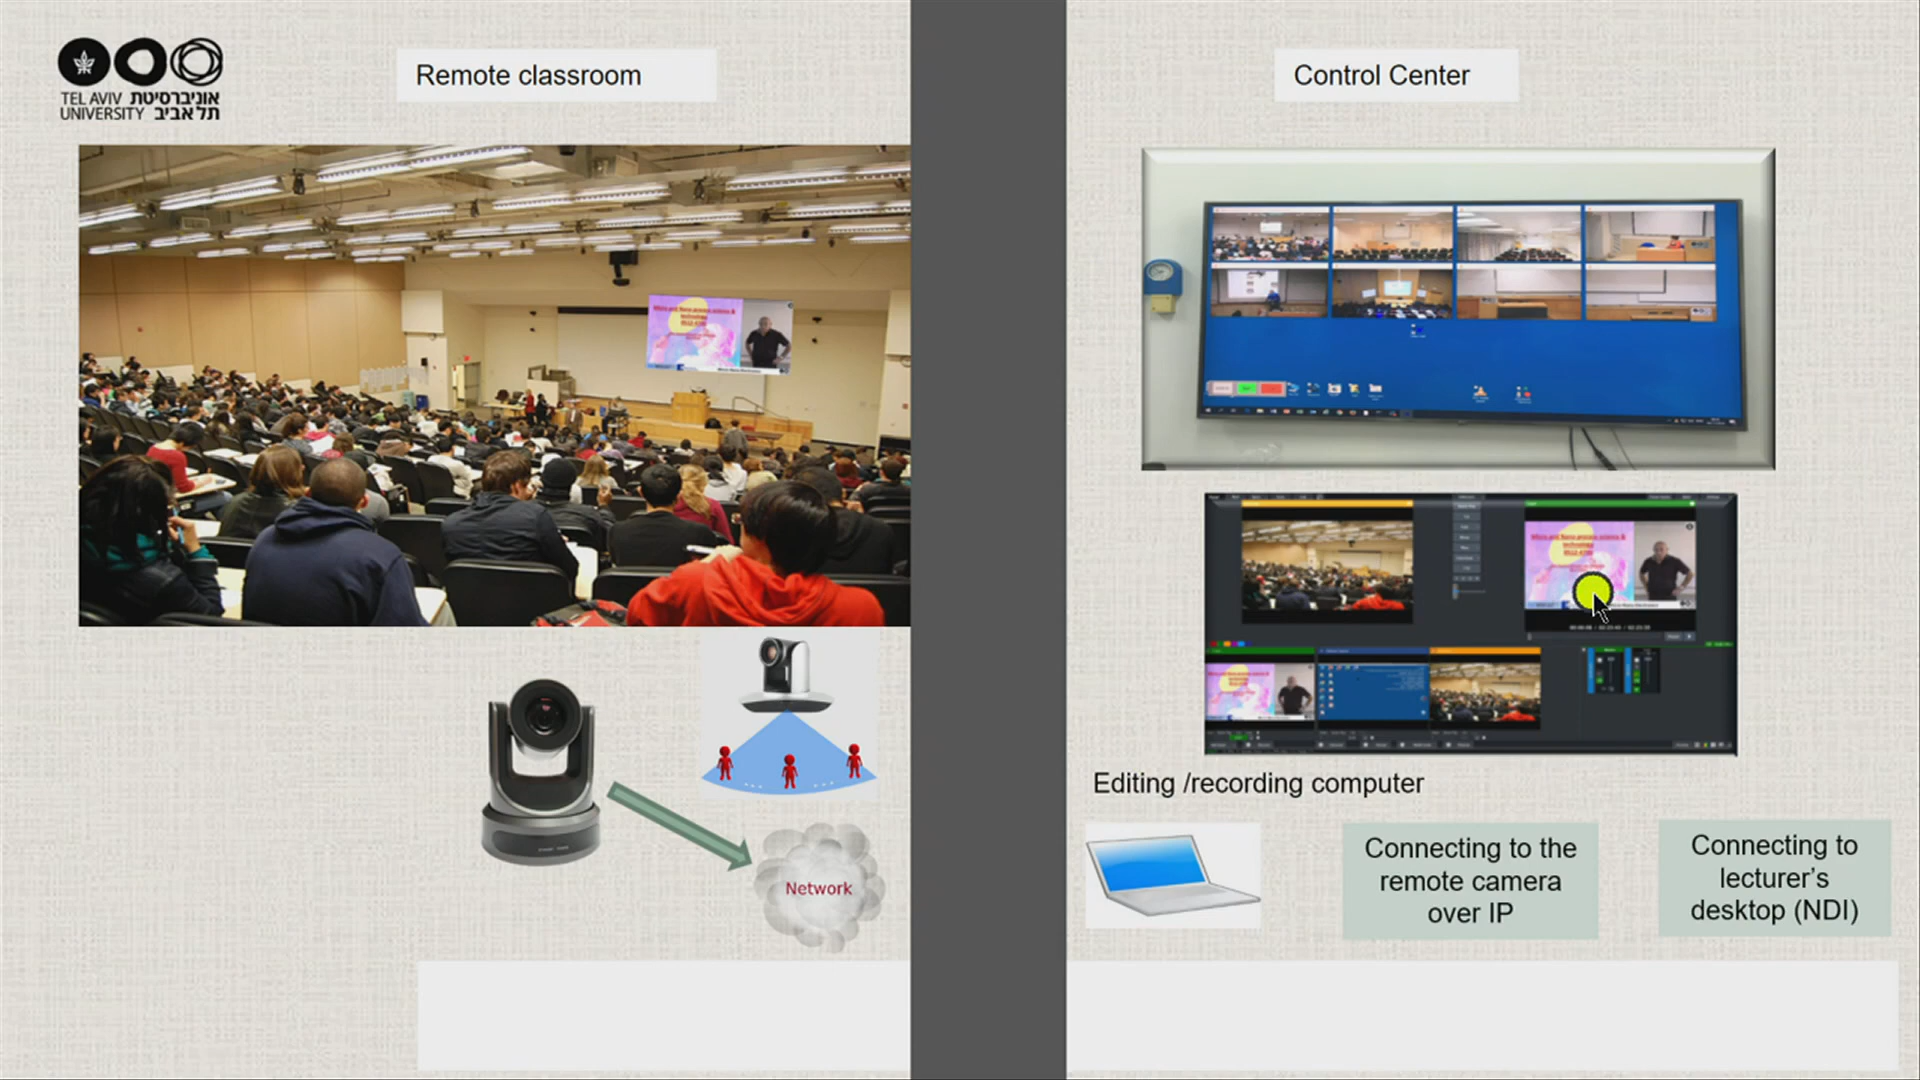 TEL AVIV אוניברסיטת
UNIVERSITY תל אביב
Remote classroom
Network
Control Center
Editing /recording computer
Connecting to the
remote camera
over IP
Connecting to
lecturer’s
desktop (NDI)